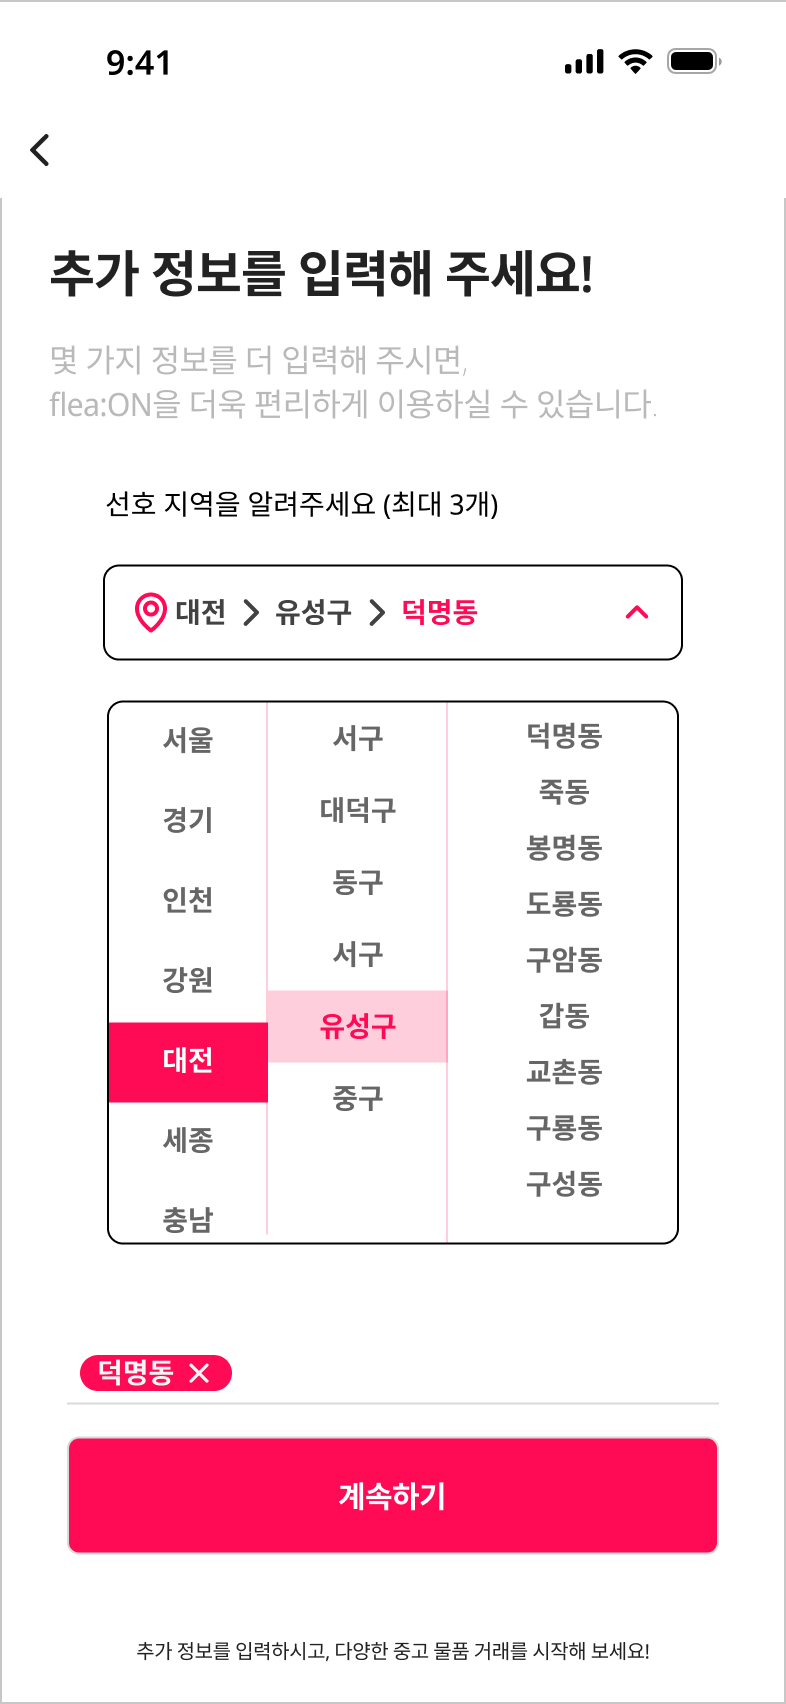 9:41
추가 정보를 입력해 주세요!
몇 가지 정보를 더 입력해 주시면,
flea:ON을 더욱 편리하게 이용하실 수 있습니다.
선호 지역을 알려주세요 (최대 3개)
대전 > 유성구 > 덕명동
서울
경기
인천
강원
대전
세종
충남
서구
대덕구
동구
서구
유성구
중구
덕명동
죽동
봉명동
도룡동
구암동
갑동
교촌동
구룡동
구성동
덕명동
계속하기
추가 정보를 입력하시고, 다양한 중고 물품 거래를 시작해 보세요!